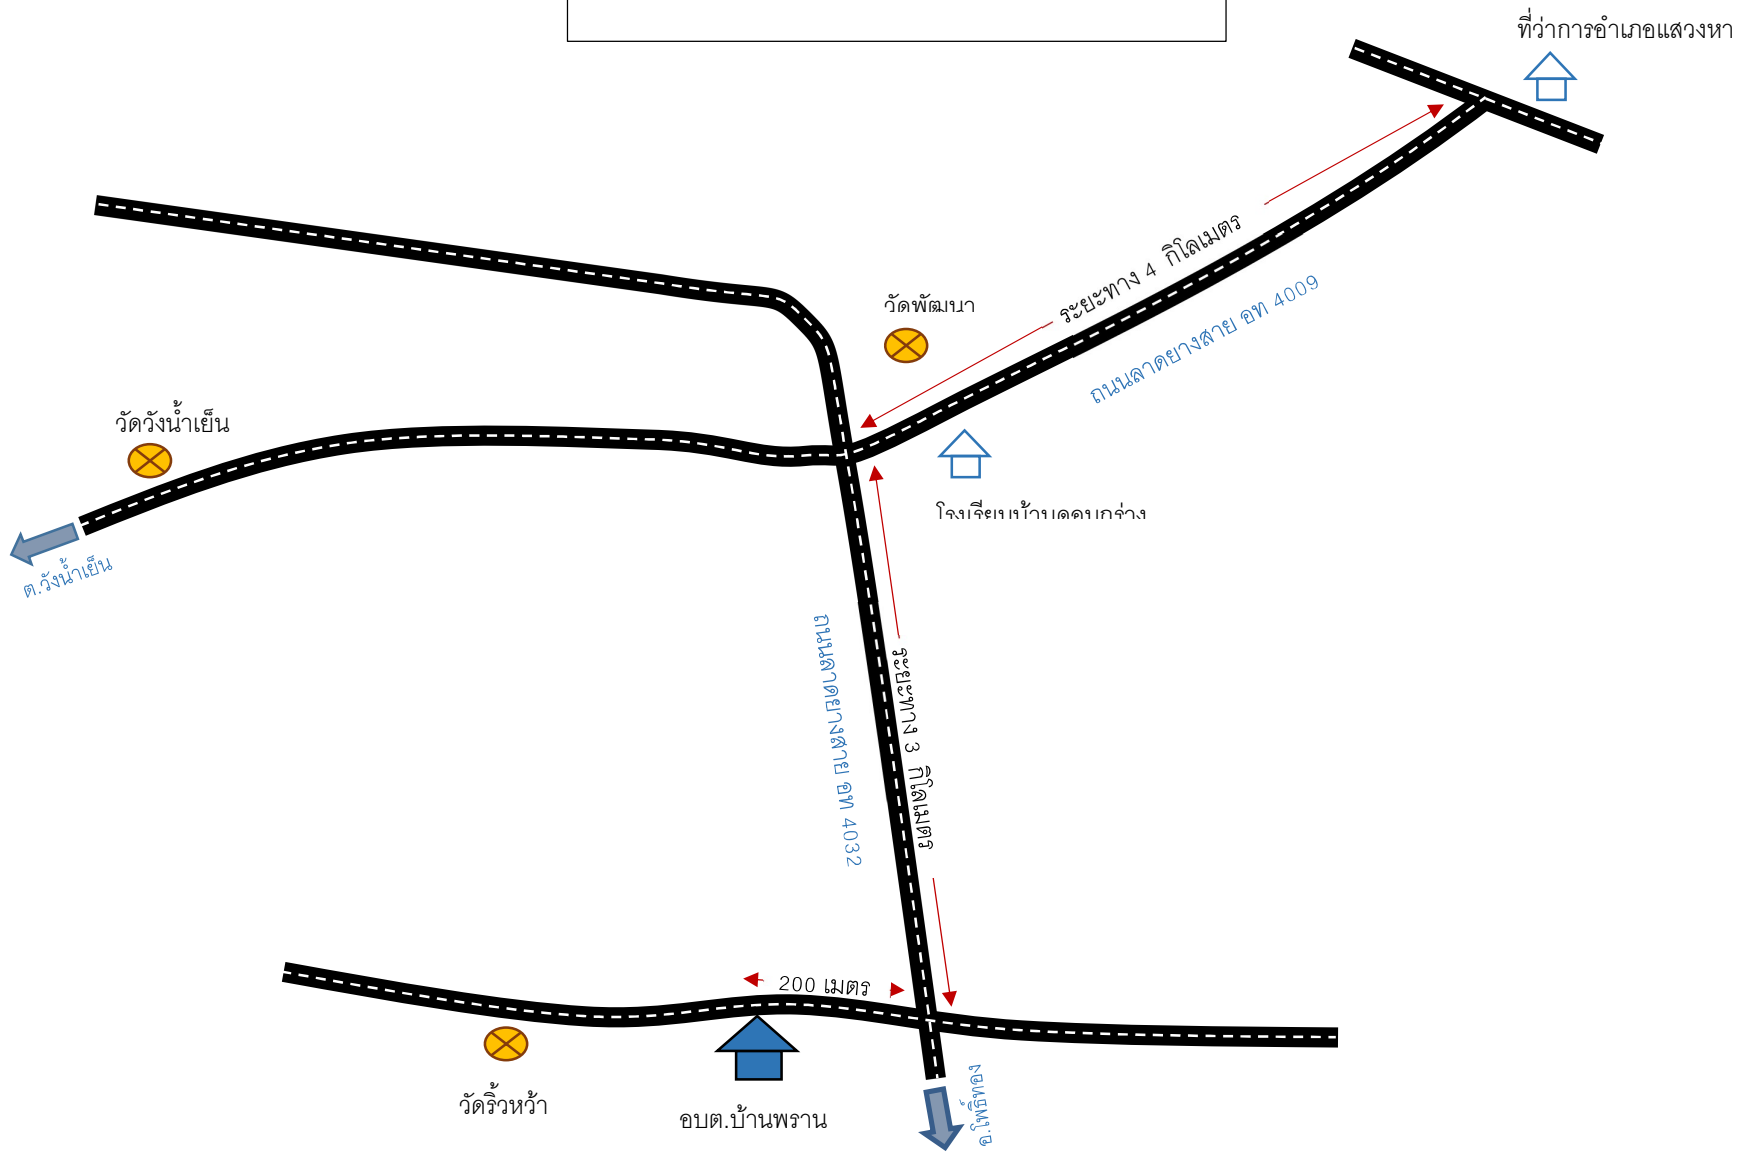 ที่ว่าการอำเภอแสวงหา
ระยะทาง 4 กิโลเมตร
ถนนลาดยางสาย อท 4009
วัดพัฒนา
วัดวังน้ำเย็น
ต.วังน้ำเย็น
ถนนลาดยางสาย อท 4032
ระยะทาง 3 กิโลเมตร
200 เมตร
วัดริ้วหว้า
อบต.บ้านพราน
อ.โพธิ์ทอง